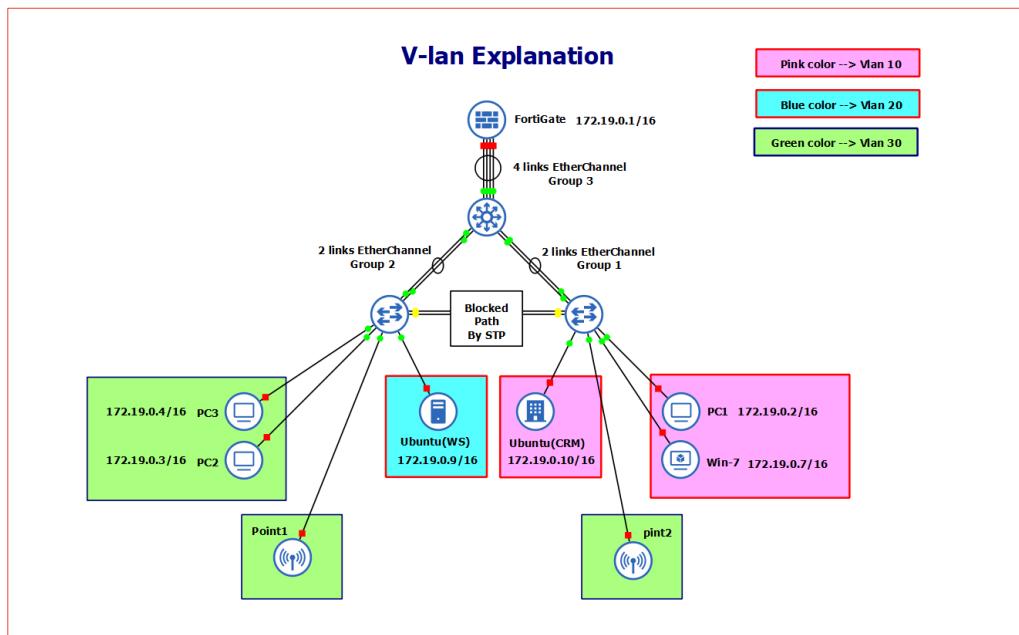 V-lan Explanation
Pink color --> Vlan 10
Blue color --> Vlan 20
Green color --> Vlan 30
FortiGate 172.19.0.1/16
4 links EtherChannel
Group 3
2 links EtherChannel
Group 2
2 links EtherChannel
Group 1
Blocked
Path
By STP
172.19.0.4/16 PC3
172.19.0.3/16 PC2
Ubuntu(WS)
172.19.0.9/16
Ubuntu(CRM)
172.19.0.10/16
PC1 172.19.0.2/16
Win-7 172.19.0.7/16
Point1
pint2